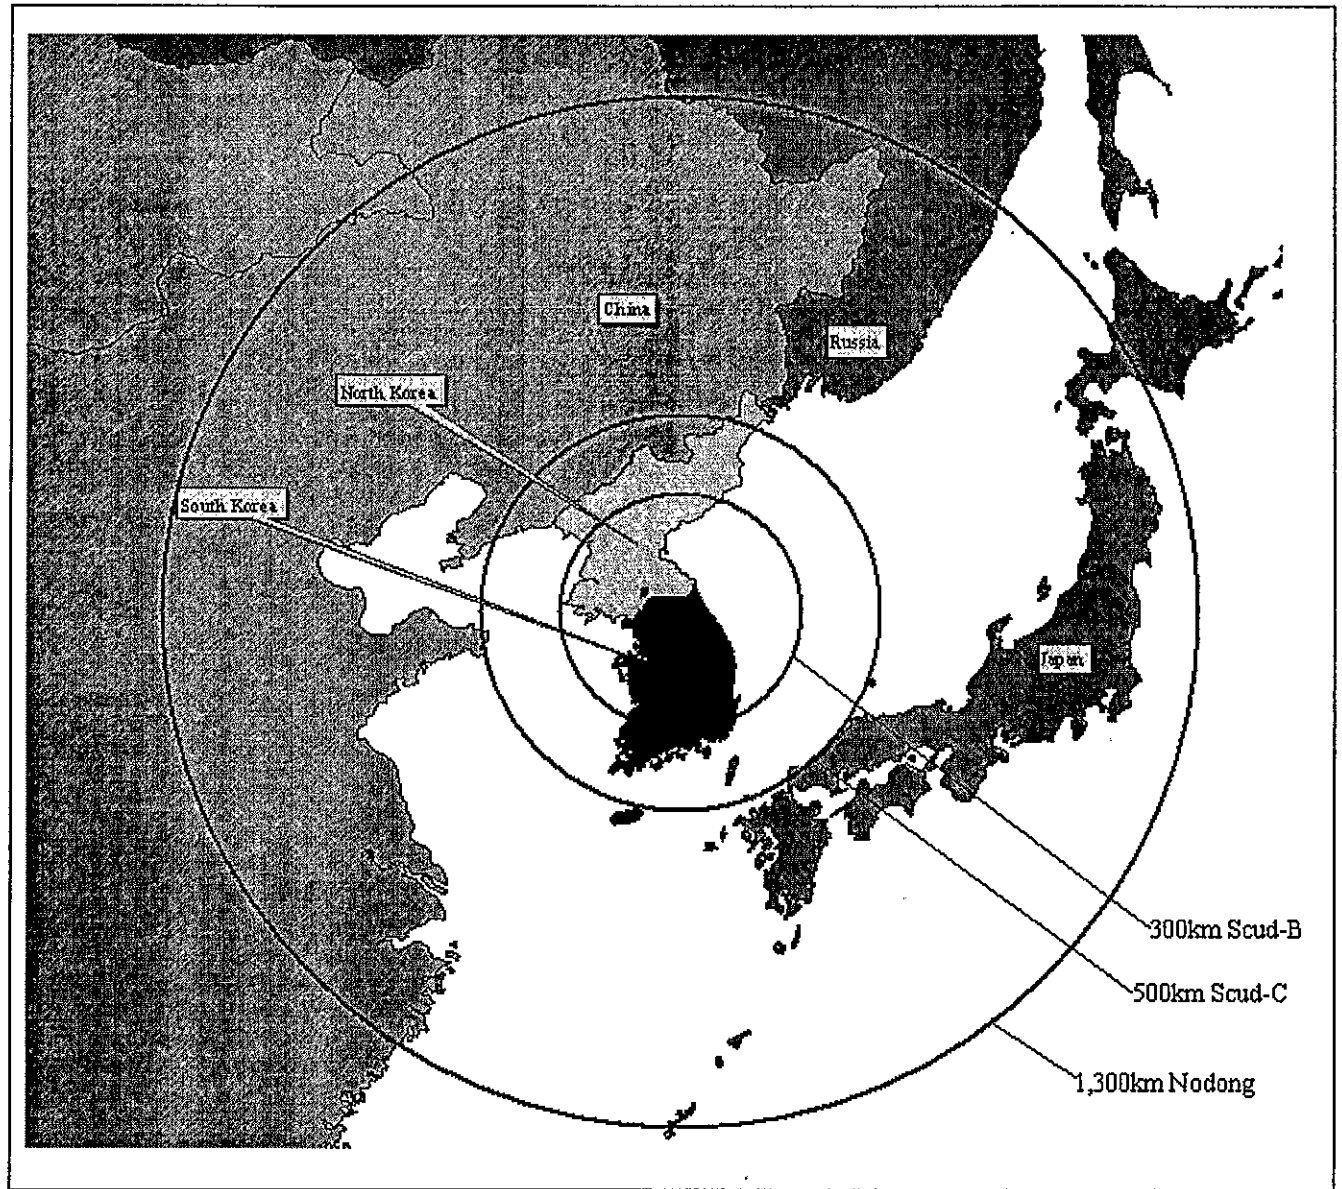 China
Russia
North Korea
South Korea
Japan
300km Scud-B
500km Scud-C
1,300km Nodong